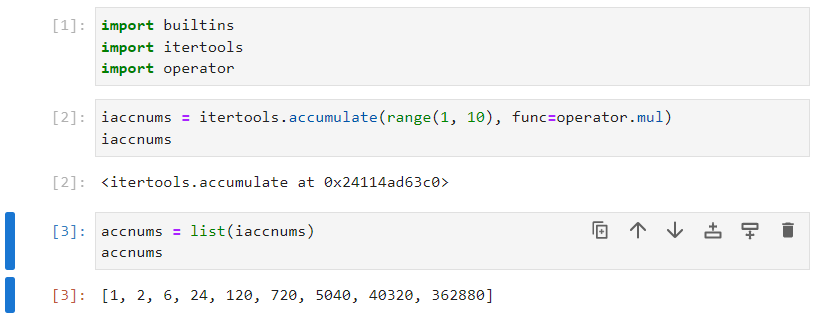 [1]: import builtins
import itertools
import operator
[2]: iaccnums = itertools.accumulate(range(1, 10), func=operator.mul)
iaccnums
[2]: <itertools.accumulate at 0x24114ad63c0>
[3]: accnums = list(iaccnums)
accnums
[3]: [1, 2, 6, 24, 120, 720, 5040, 40320, 362880]